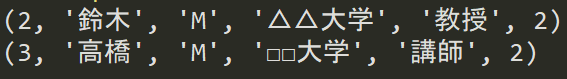 (2, '鈴木', 'M', '△△大学', '教授', 2)
(3, '高橋', 'M', '□□大学', '講師', 2)